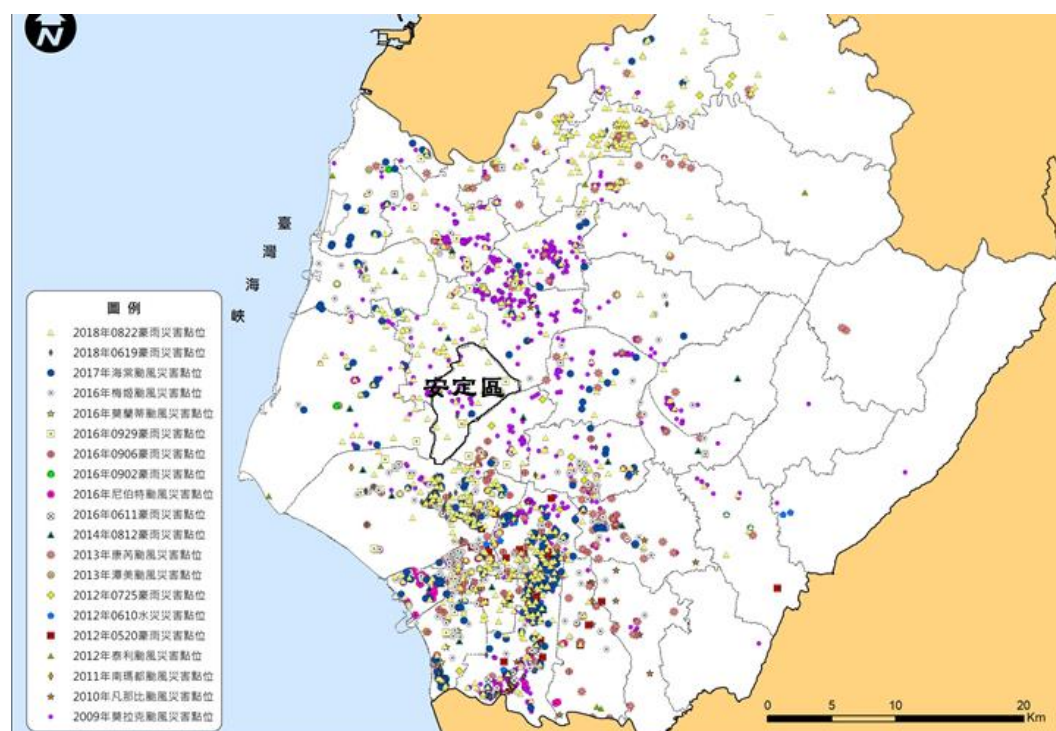 N
臺
灣
海
峽
安定區
圖 例
2018年0822豪雨災害點位
2018年0619豪雨災害點位
2017年海棠颱風災害點位
2016年梅姬颱風災害點位
2016年莫蘭蒂颱風災害點位
2016年0929豪雨災害點位
2016年0906豪雨災害點位
2016年0902豪雨災害點位
2016年尼伯特颱風災害點位
2016年0611豪雨災害點位
2014年0812豪雨災害點位
2013年康芮颱風災害點位
2013年潭美颱風災害點位
2012年0725豪雨災害點位
2012年0610水災災害點位
2012年0520豪雨災害點位
2012年泰利颱風災害點位
2011年南瑪都颱風災害點位
2010年凡那比颱風災害點位
2009年莫拉克颱風災害點位
0 5 10 20
Km